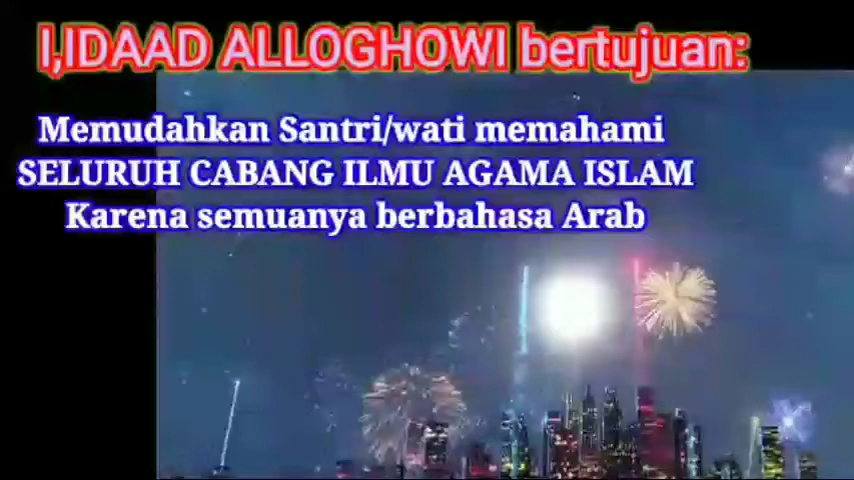 I,IDAAD ALLOGHOWI bertujuan:
Memudahkan Santri/wati memahami
SELURUH CABANG ILMU AGAMA ISLAM
Karena semuanya berbahasa Arab